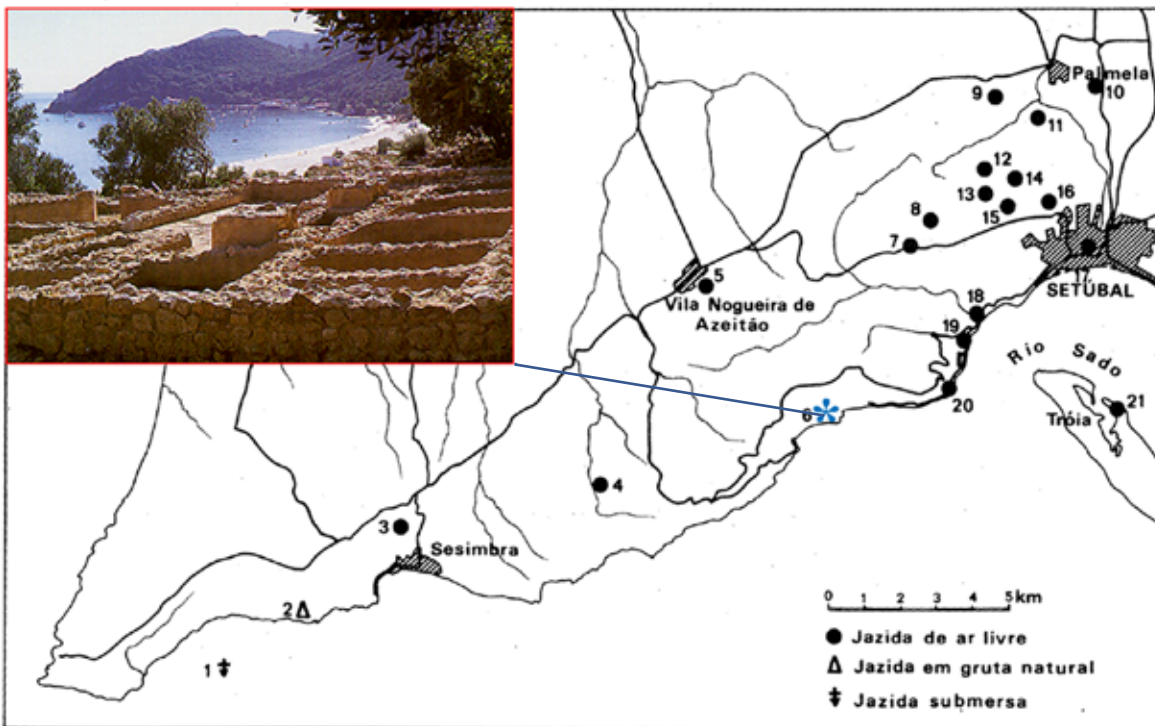 Palmela
9
10
11
12
14
13
16
15
8
7
5
Vila Nogueira de
Azeitão
17
SETÚBAL
18
19
Rio Sado
20
6
Tróia
21
4
3
Sesimbra
2
1
0 1 2 3 4 5 km
Jazida de ar livre
Jazida em gruta natural
Jazida submersa